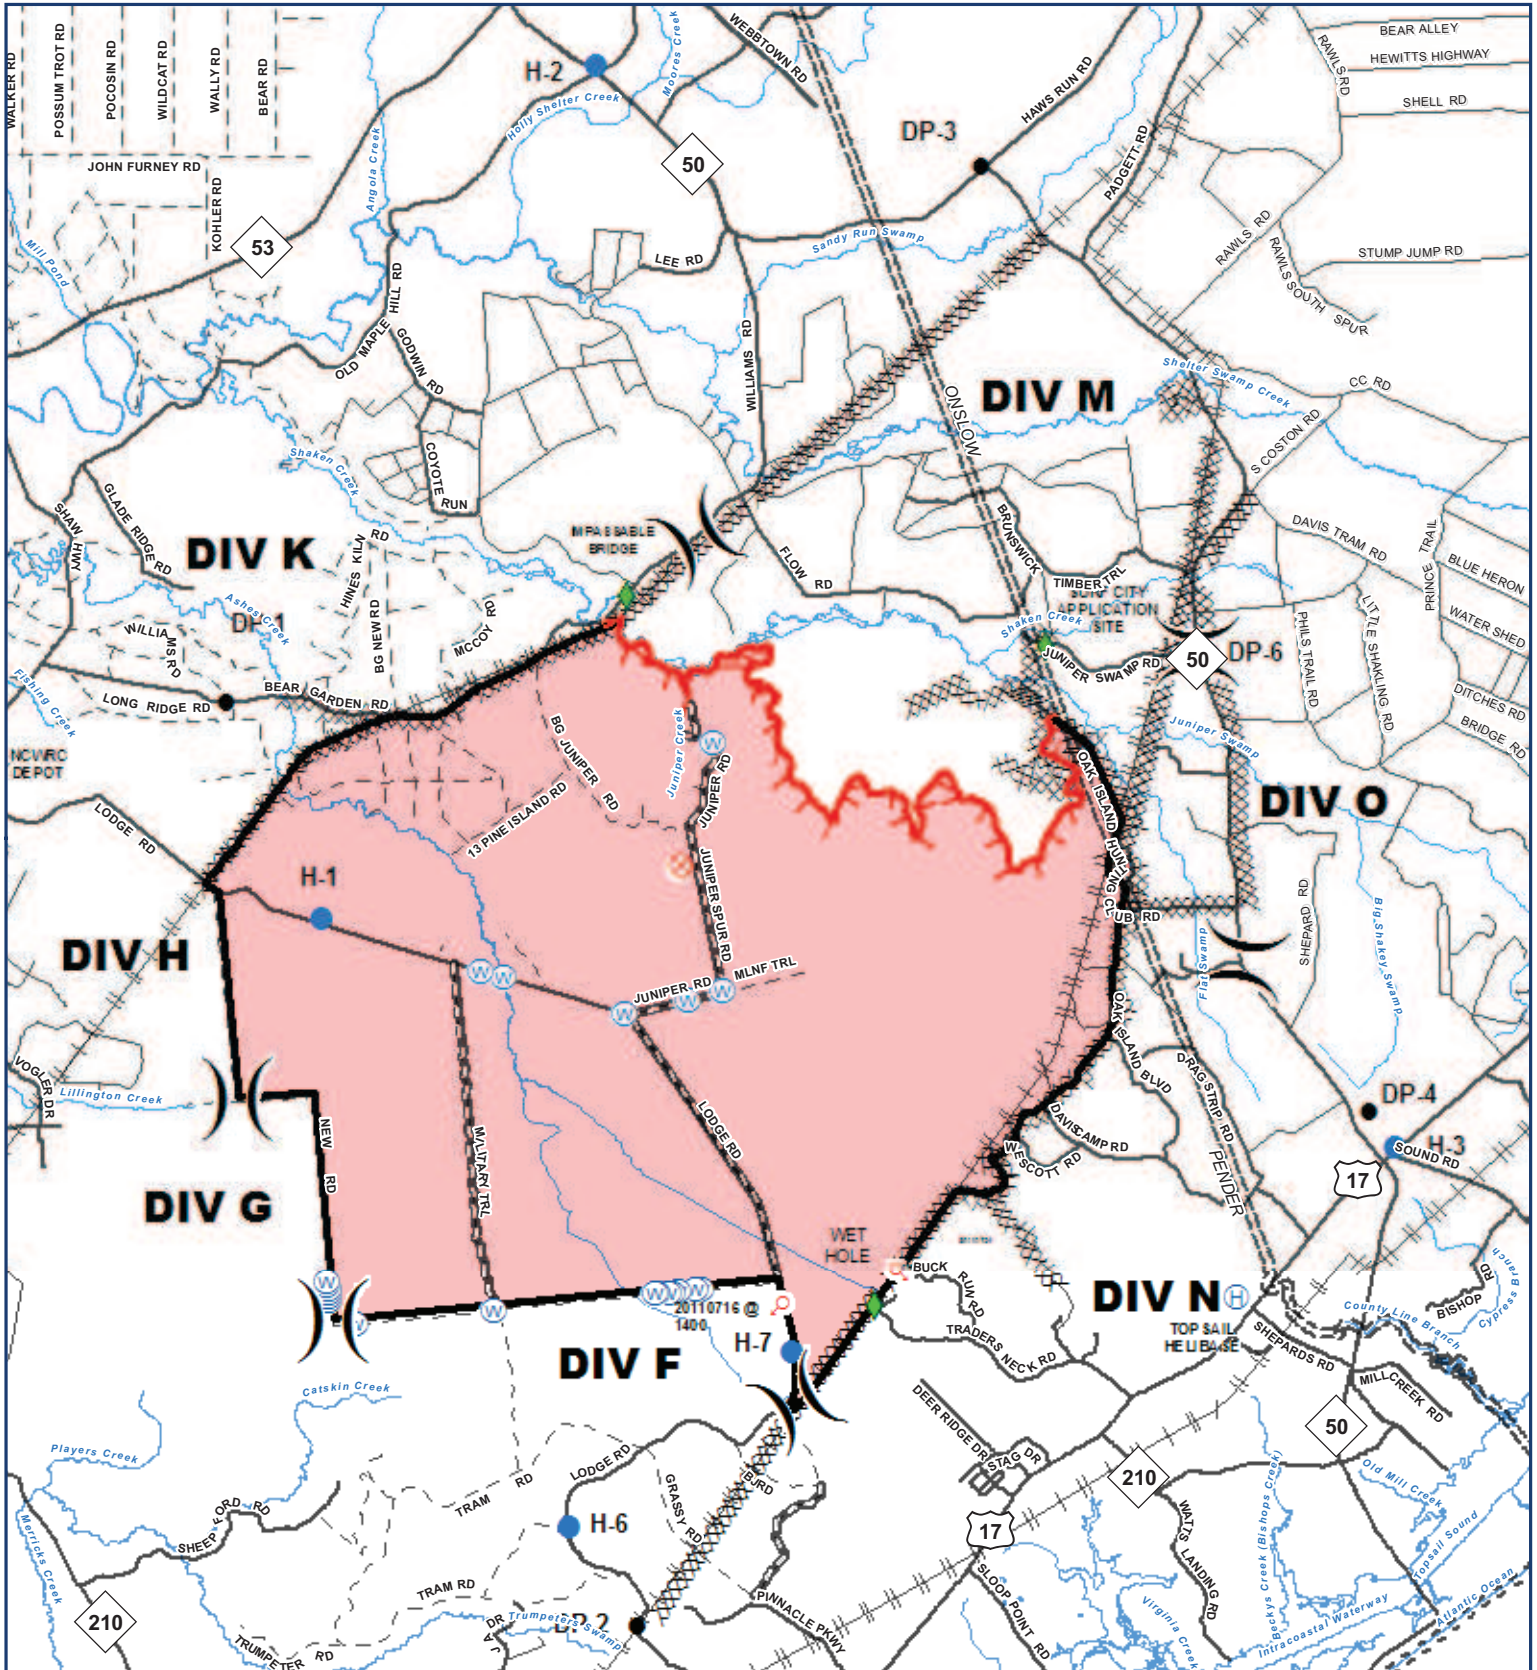 WALKER RD
POSSUM TROT RD
POCOSIN RD
WILDCAT RD
WALLY RD
BEAR RD
JOHN FURNEY RD
KOHLER RD
Angola Creek
Mill Pond
53
H-2
Holly Shelter Creek
Moores Creek
WEBBTOWN RD
50
DP-3
HAWS RUN RD
PADGETT RD
RAWLS RD
BEAR ALLEY
HEWITTS HIGHWAY
SHELL RD
RAWLS RD
RAWLS SOUTH SPUR
STUMP JUMP RD
LEE RD
Sandy Run Swamp
OLD MAPLE HILL RD
GODWIN RD
WILLIAMS RD
ONSLOW
DIV M
Shelter Swamp Creek
CC RD
S COSTON RD
COYOTE RUN
Shaken Creek
SHAW HWY
GLADE RIDGE RD
DIV K
HINES KILN RD
IMPASSABLE
BRIDGE
FLOW RD
BRUNSWICK
TIMBER TRL
DAVIS TRAM RD
PRINCE TRAIL
BLUE HERON
WATER SHED
Ashes Creek
WILLIAMS RD
BG NEW RD
MCCOY RD
SURF CITY
APPLICATION
SITE
Shaken Creek
JUNIPER SWAMP RD
50
DP-6
PHILS TRAIL RD
LITTLE SHAKLING RD
DITCHES RD
BRIDGE RD
Fishing Creek
LONG RIDGE RD
BEAR GARDEN RD
NCWRC
DEPOT
BG JUNIPER RD
Juniper Creek
JUNIPER RD
Juniper Swamp
OAK ISLAND HUNTING CLUB RD
DIV O
LODGE RD
13 PINE ISLAND RD
JUNIPER SPUR RD
H-1
DIV H
JUNIPER RD
MLNF TRL
Flat Swamp
SHEPARD RD
Big Shakey Swamp
OAK ISLAND BLVD
DRAG STRIP RD
VOGLER DR
Lillington Creek
NEW RD
MILITARY TRL
LODGE RD
DAVIS CAMP RD
WESCOTT RD
DP-4
H-3
SOUND RD
17
PENDER
DIV G
WET
HOLE
BUCK RUN RD
DIV N
H
TOPSAIL
HELIBASE
County Line Branch
BISHOP RD
Cypress Branch
W
20110716 @
1400
H-7
DIV F
TRADERS NECK RD
SHEPARDS RD
MILLCREEK RD
Catskin Creek
Players Creek
DEER RIDGE DR
STAG DR
210
50
Old Mill Creek
LODGE RD
TRAM RD
GRASSY RD
BJ RD
SHEEP FORD RD
H-6
17
WATTS LANDING RD
Beckys Creek (Bishops Creek)
Topsail Sound
Merricks Creek
210
TRAM RD
Trumpeters Swamp
DP-2
TRUMPETER RD
PINNACLE PKWY
SLOOP POINT RD
Virginia Creek
Intracoastal Waterway
Atlantic Ocean